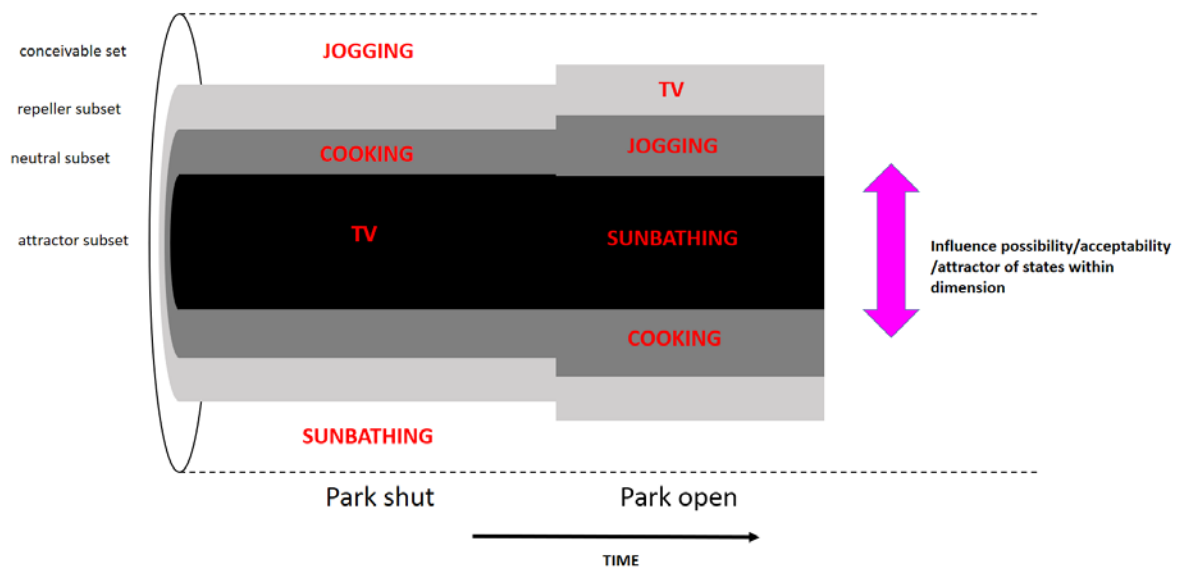 conceivable set
JOGGING
repeller subset
TV
neutral subset
COOKING
JOGGING
attractor subset
TV
SUNBATHING
Influence possibility/acceptability
/attractor of states within
dimension
COOKING
SUNBATHING
Park shut
Park open
TIME